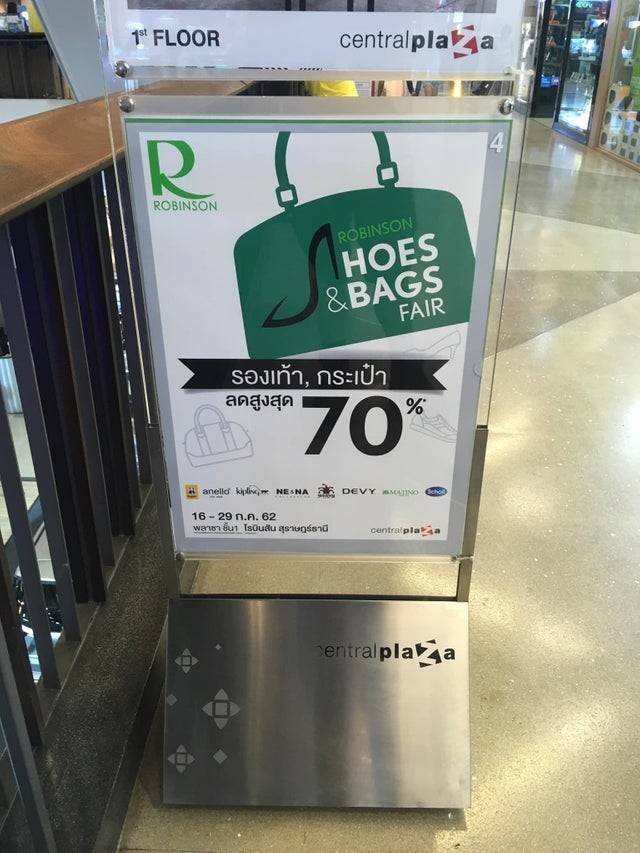 1st FLOOR
centralplaza
4
ROBINSON
ROBINSON
SHOES
&BAGS
FAIR
รองเท้า, กระเป๋า
ลดสูงสุด 70%*
anello kipling NE&NA DEVY MATINO Scholl
16 - 29 ก.ค. 62
พลาซา ชั้น1 โรบินสัน สุราษฎร์ธานี
centralplaza
centralplaza